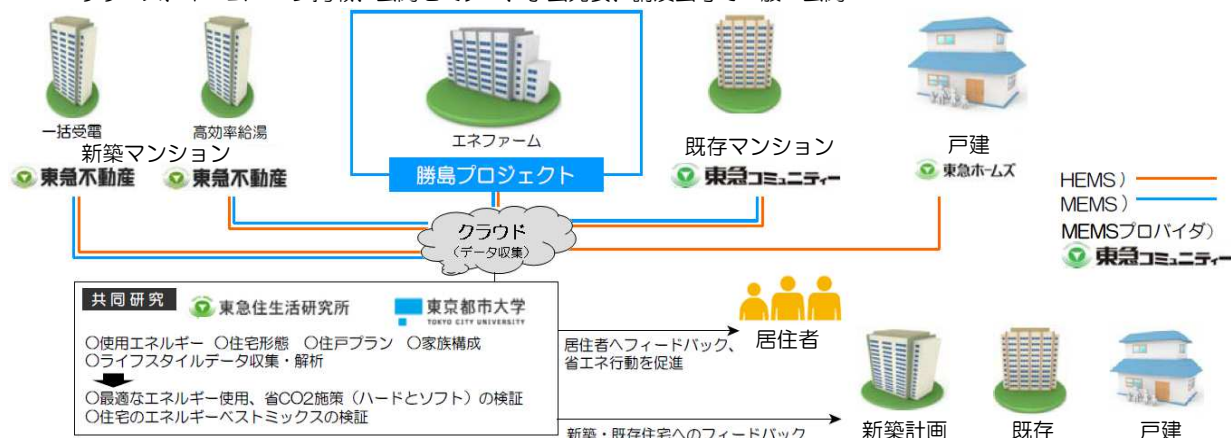 一括受電
高効率給湯
エネファーム
新築マンション
既存マンション
戸建
東急不動産
東急不動産
勝島プロジェクト
東急コミュニティー
東急ホームズ
HEMS)
MEMS)
MEMSプロバイダ)
東急コミュニティー
クラウド
(データ収集)
共同研究
東急住生活研究所
東京都市大学
TOKYO CITY UNIVERSITY
○使用エネルギー ○住宅形態 ○住戸プラン ○家族構成
○ライフスタイルデータ収集・解析
○最適なエネルギー使用、省CO2施策（ハードとソフト）の検証
○住宅のエネルギーベストミックスの検証
居住者へフィードバック、
省エネ行動を促進
居住者
新築・既存住宅へのフィードバック
新築計画
既存
戸建